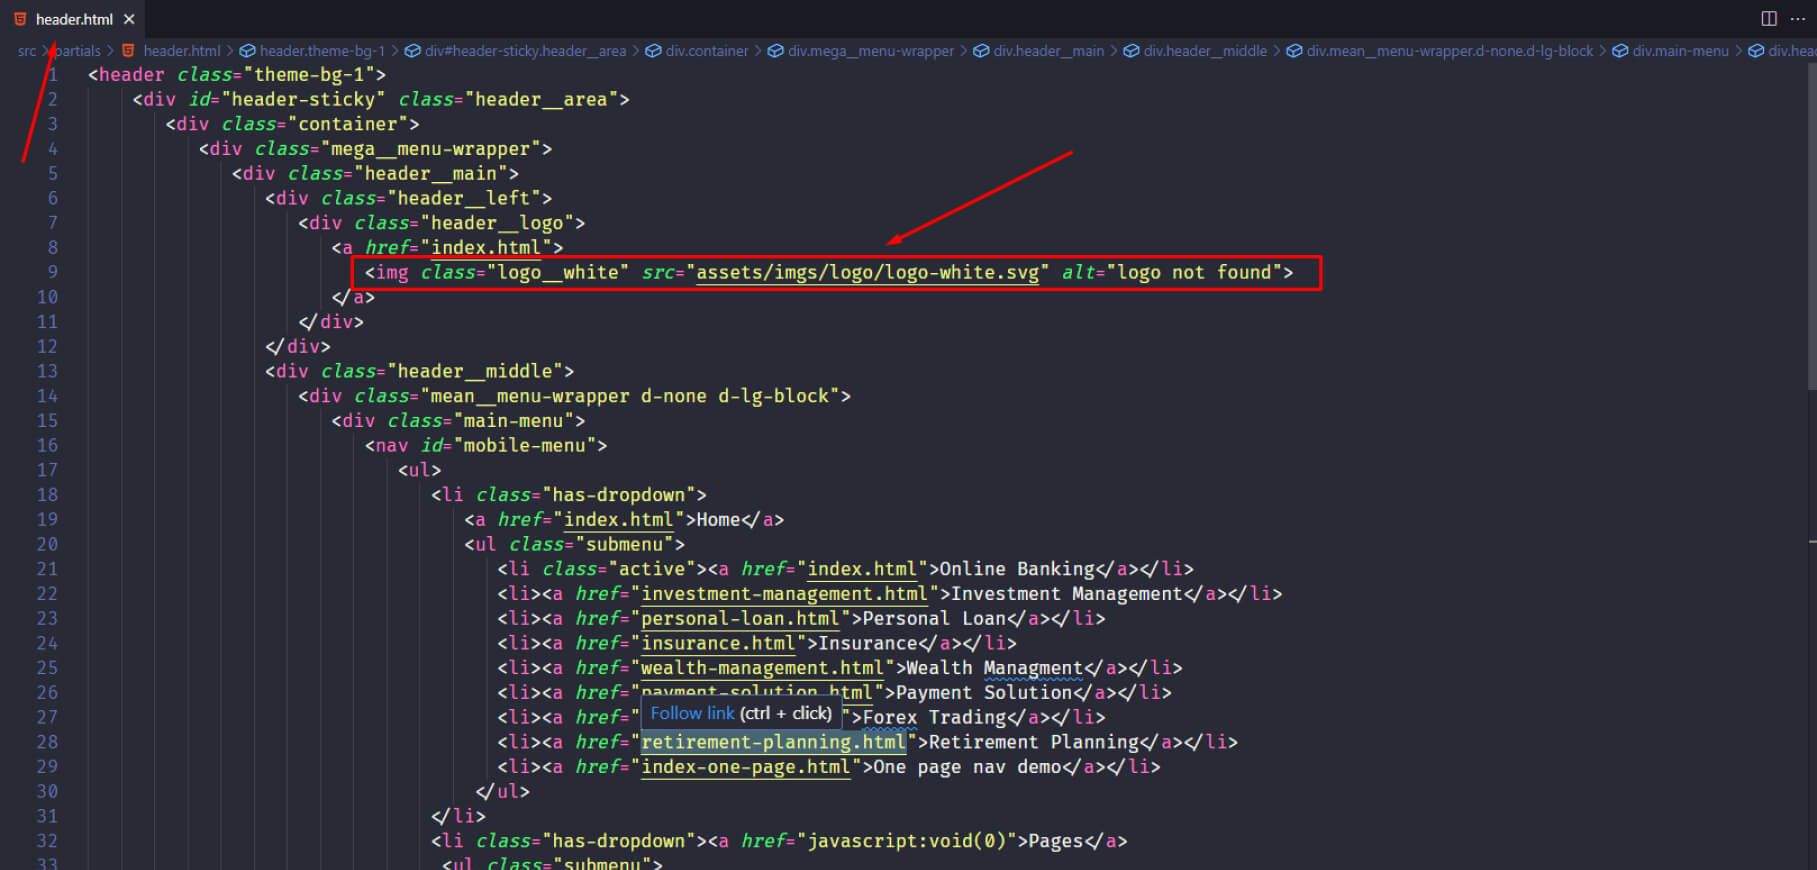 header.html ×
src > partials > header.html > header.theme-bg-1 > div#header-sticky.header__area > div.container > div.mega__menu-wrapper > div.header__main > div.header__middle > div.mean__menu-wrapper.d-none.d-lg-block > div.main-menu > div.hea
1 <header class="theme-bg-1">
2 <div id="header-sticky" class="header__area">
3 <div class="container">
4 <div class="mega__menu-wrapper">
5 <div class="header__main">
6 <div class="header__left">
7 <div class="header__logo">
8 <a href="index.html">
9 <img class="logo__white" src="assets/imgs/logo/logo-white.svg" alt="logo not found">
10 </a>
11 </div>
12 </div>
13 <div class="header__middle">
14 <div class="mean__menu-wrapper d-none d-lg-block">
15 <div class="main-menu">
16 <nav id="mobile-menu">
17 <ul>
18 <li class="has-dropdown">
19 <a href="index.html">Home</a>
20 <ul class="submenu">
21 <li class="active"><a href="index.html">Online Banking</a></li>
22 <li><a href="investment-management.html">Investment Management</a></li>
23 <li><a href="personal-loan.html">Personal Loan</a></li>
24 <li><a href="insurance.html">Insurance</a></li>
25 <li><a href="wealth-management.html">Wealth Managment</a></li>
26 <li><a href="payment-solution.html">Payment Solution</a></li>
Follow link (ctrl + click)
27 <li><a href="">Forex Trading</a></li>
28 <li><a href="retirement-planning.html">Retirement Planning</a></li>
29 <li><a href="index-one-page.html">One page nav demo</a></li>
30 </ul>
31 </li>
32 <li class="has-dropdown"><a href="javascript:void(0)">Pages</a>
33 <ul class="submenu">